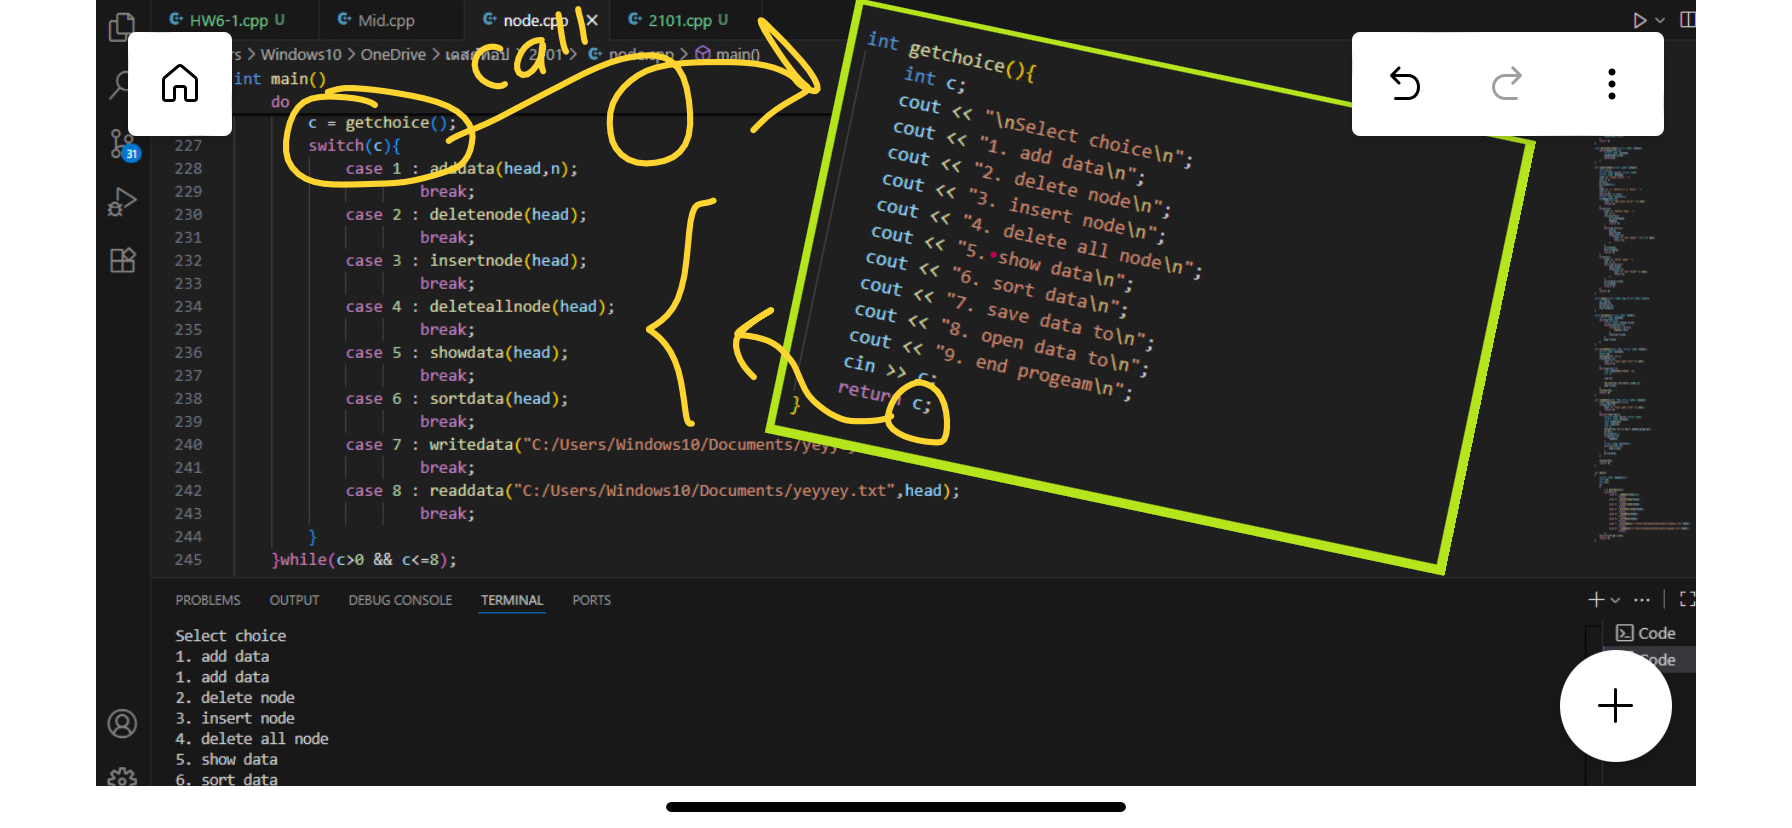 HW6-1.cpp U
Mid.cpp
node.cpp
2101.cpp U
Windows10 > OneDrive > เดสก์ท็อป > 2101 > node.cpp > main()
int main()
do
c = getchoice();
227 switch(c){
228 case 1 : adddata(head,n);
229 break;
230 case 2 : deletenode(head);
231 break;
232 case 3 : insertnode(head);
233 break;
234 case 4 : deleteallnode(head);
235 break;
236 case 5 : showdata(head);
237 break;
238 case 6 : sortdata(head);
239 break;
240 case 7 : writedata("C:/Users/Windows10/Documents/yeyyey
241 break;
242 case 8 : readdata("C:/Users/Windows10/Documents/yeyyey.txt",head);
243 break;
244 }
245 }while(c>0 && c<=8);
call
int getchoice(){
int c;
cout << "\nSelect choice\n";
cout << "1. add data\n";
cout << "2. delete node\n";
cout << "3. insert node\n";
cout << "4. delete all node\n";
cout << "5. show data\n";
cout << "6. sort data\n";
cout << "7. save data to\n";
cout << "8. open data to\n";
cout << "9. end progeam\n";
cin >> c;
return c;
}
31
PROBLEMS OUTPUT DEBUG CONSOLE TERMINAL PORTS
Select choice
1. add data
1. add data
2. delete node
3. insert node
4. delete all node
5. show data
6. sort data
Code
Code